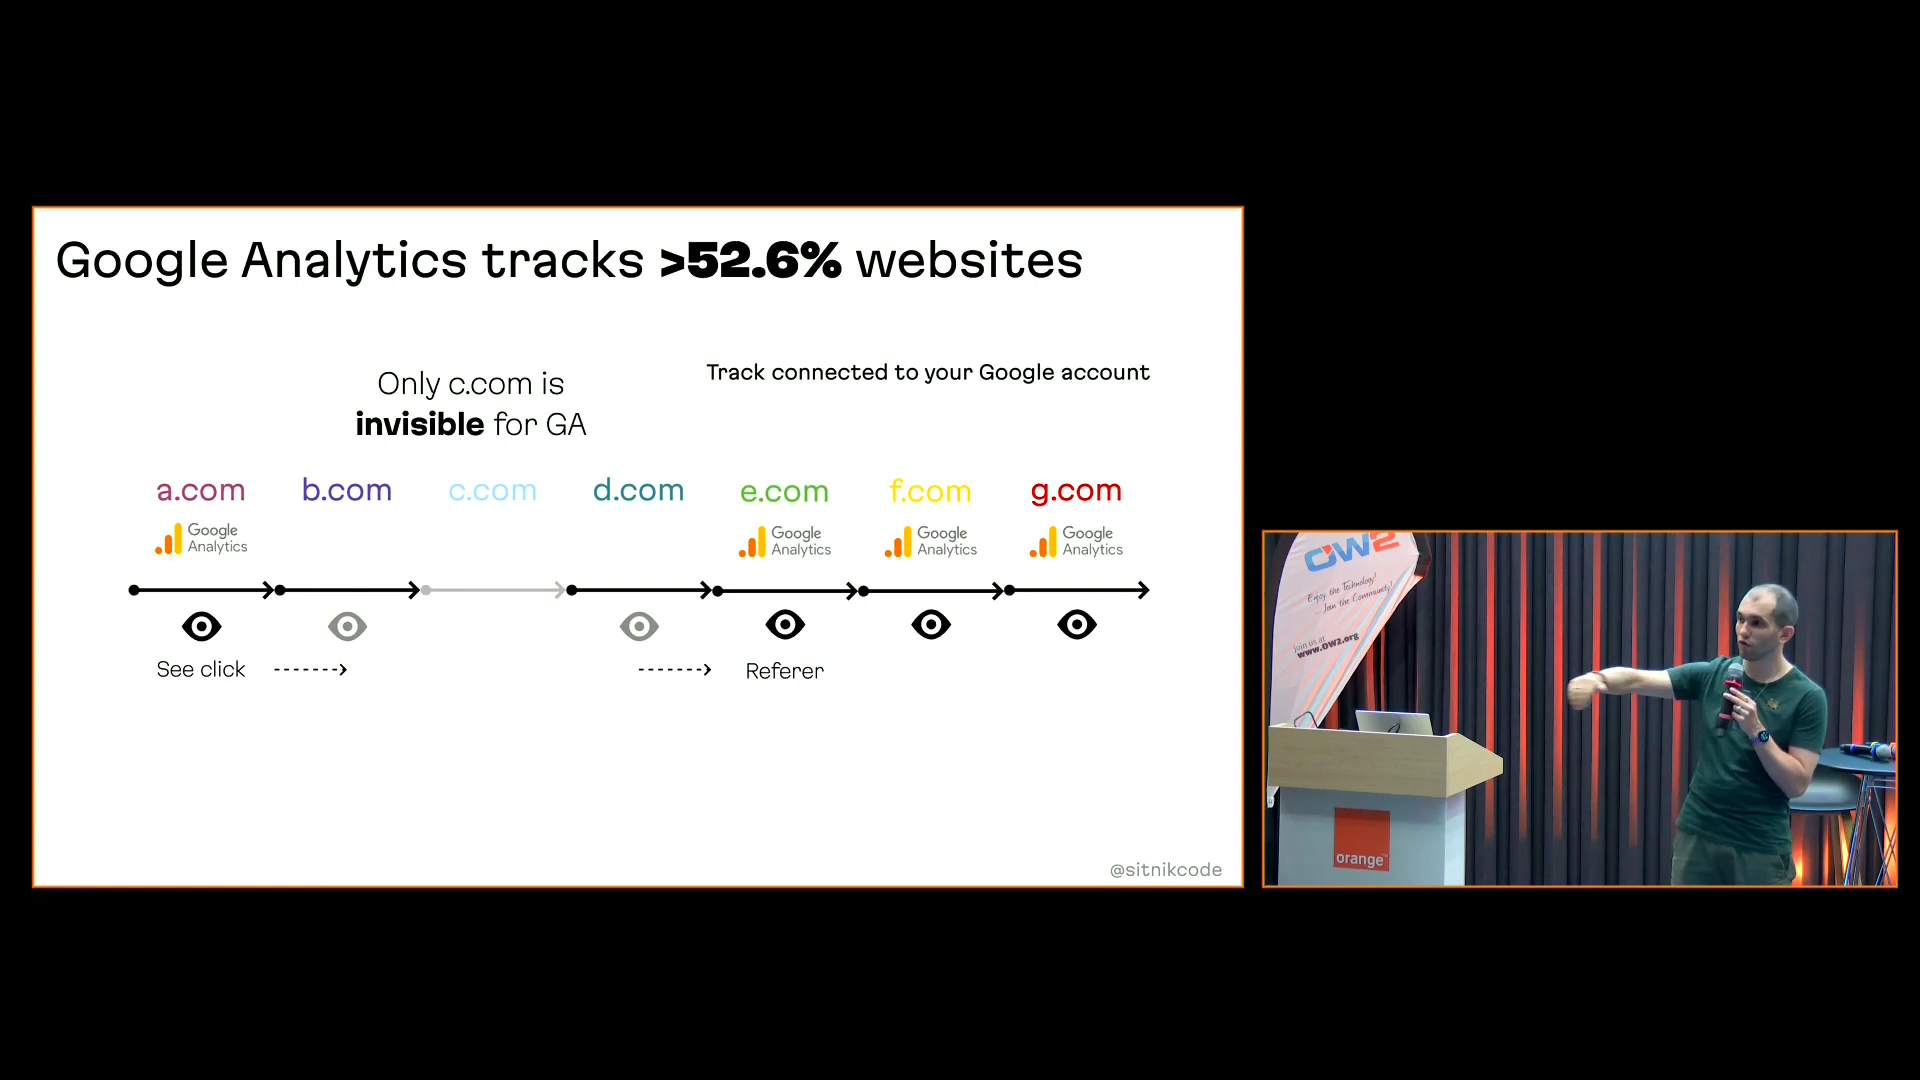 Google Analytics tracks >52.6% websites
Only c.com is
invisible for GA
Track connected to your Google account
a.com
b.com
c.com
d.com
e.com
f.com
g.com
Google
Analytics
Google
Analytics
Google
Analytics
Google
Analytics
See click
Referer
@sitnikcode
OW2
Enjoy the Technology!
... Join the Community!
Join us at
www.OW2.org
orange